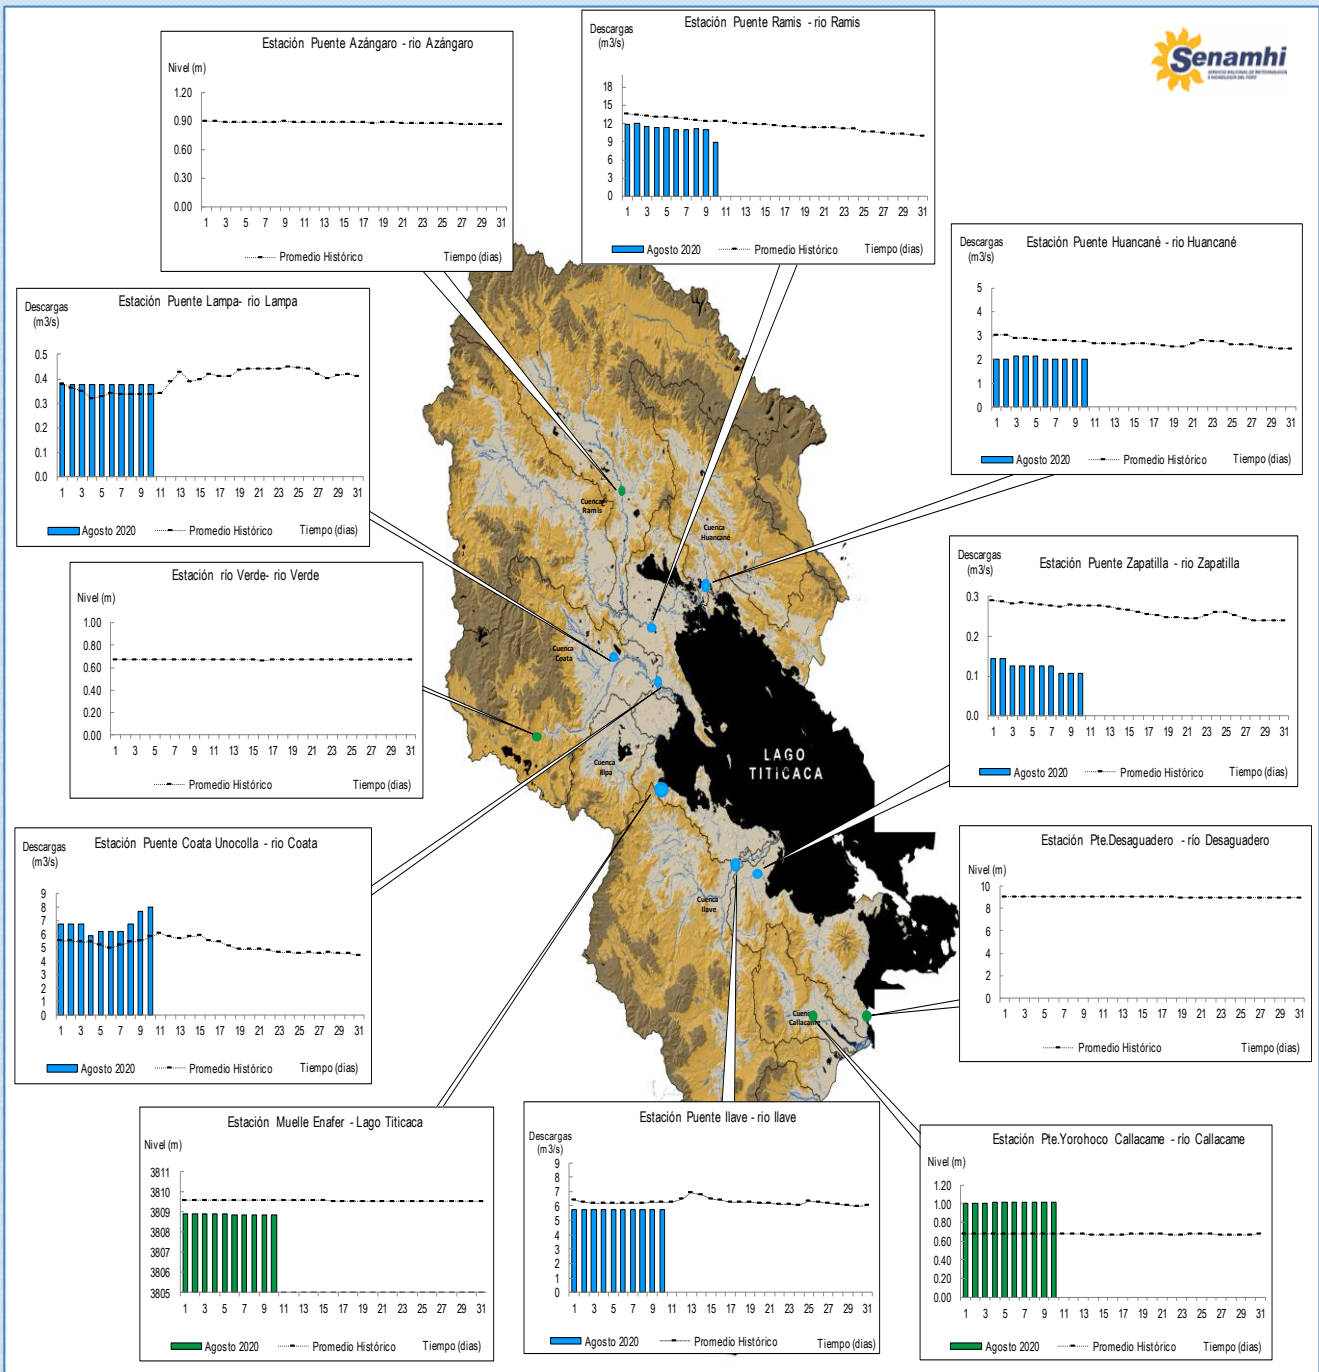 Estación Puente Azángaro - rio Azángaro
Nivel (m)
1.20
0.90
0.60
0.30
0.00
1 3 5 7 9 11 13 15 17 19 21 23 25 27 29 31
Promedio Histórico Tiempo (dias)
Estación Puente Ramis - rio Ramis
Descargas
(m3/s)
18
15
12
9
6
3
0
1 3 5 7 9 11 13 15 17 19 21 23 25 27 29 31
Agosto 2020 Promedio Histórico Tiempo (dias)
Senamhi
SERVICIO NACIONAL DE METEOROLOGÍA
E HIDROLOGÍA DEL PERÚ
Estación Puente Huancané - rio Huancané
Descargas
(m3/s)
5
4
3
2
1
0
1 3 5 7 9 11 13 15 17 19 21 23 25 27 29 31
Agosto 2020 Promedio Histórico Tiempo (dias)
Estación Puente Lampa- rio Lampa
Descargas
(m3/s)
0.5
0.4
0.3
0.2
0.1
0.0
1 3 5 7 9 11 13 15 17 19 21 23 25 27 29 31
Agosto 2020 Promedio Histórico Tiempo (dias)
Cuenca
Ramis
Cuenca
Huancané
Estación río Verde- rio Verde
Nivel (m)
1.00
0.80
0.60
0.40
0.20
0.00
1 3 5 7 9 11 13 15 17 19 21 23 25 27 29 31
Promedio Histórico Tiempo (dias)
Estación Puente Zapatilla - rio Zapatilla
Descargas
(m3/s)
0.3
0.2
0.1
0.0
1 3 5 7 9 11 13 15 17 19 21 23 25 27 29 31
Agosto 2020 Promedio Histórico Tiempo (dias)
Cuenca
Coata
Cuenca
Illpa
LAGO
TITICACA
Estación Puente Coata Unocolla - rio Coata
Descargas
(m3/s)
9
8
7
6
5
4
3
2
1
0
1 3 5 7 9 11 13 15 17 19 21 23 25 27 29 31
Agosto 2020 Promedio Histórico Tiempo (dias)
Estación Pte.Desaguadero - río Desaguadero
Nivel (m)
10
8
6
4
2
0
1 3 5 7 9 11 13 15 17 19 21 23 25 27 29 31
Promedio Histórico Tiempo (dias)
Cuenca
Ilave
Cuenca
Callacame
Estación Muelle Enafer - Lago Titicaca
Nivel (m)
3811
3810
3809
3808
3807
3806
3805
1 3 5 7 9 11 13 15 17 19 21 23 25 27 29 31
Agosto 2020 Promedio Histórico Tiempo (dias)
Estación Puente Ilave - rio Ilave
Descargas
(m3/s)
9
8
7
6
5
4
3
2
1
0
1 3 5 7 9 11 13 15 17 19 21 23 25 27 29 31
Agosto 2020 Promedio Histórico Tiempo (dias)
Estación Pte.Yorohoco Callacame - río Callacame
Nivel (m)
1.20
1.00
0.80
0.60
0.40
0.20
0.00
1 3 5 7 9 11 13 15 17 19 21 23 25 27 29 31
Agosto 2020 Promedio Histórico Tiempo (dias)